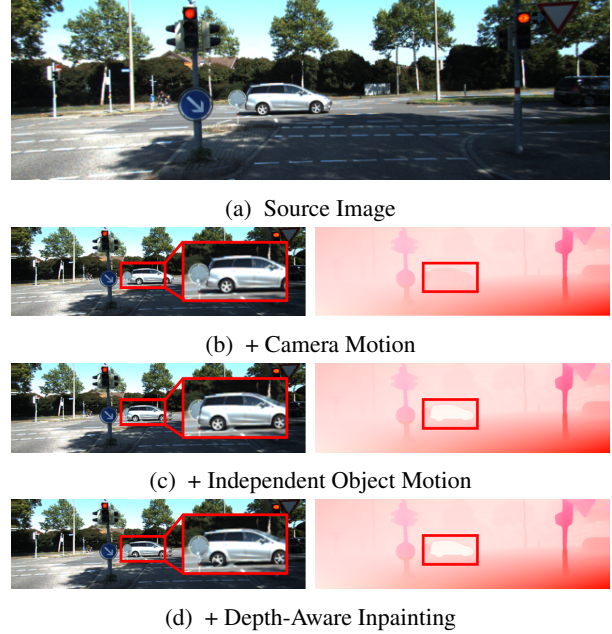 (a) Source Image
(b) + Camera Motion
(c) + Independent Object Motion
(d) + Depth-Aware Inpainting